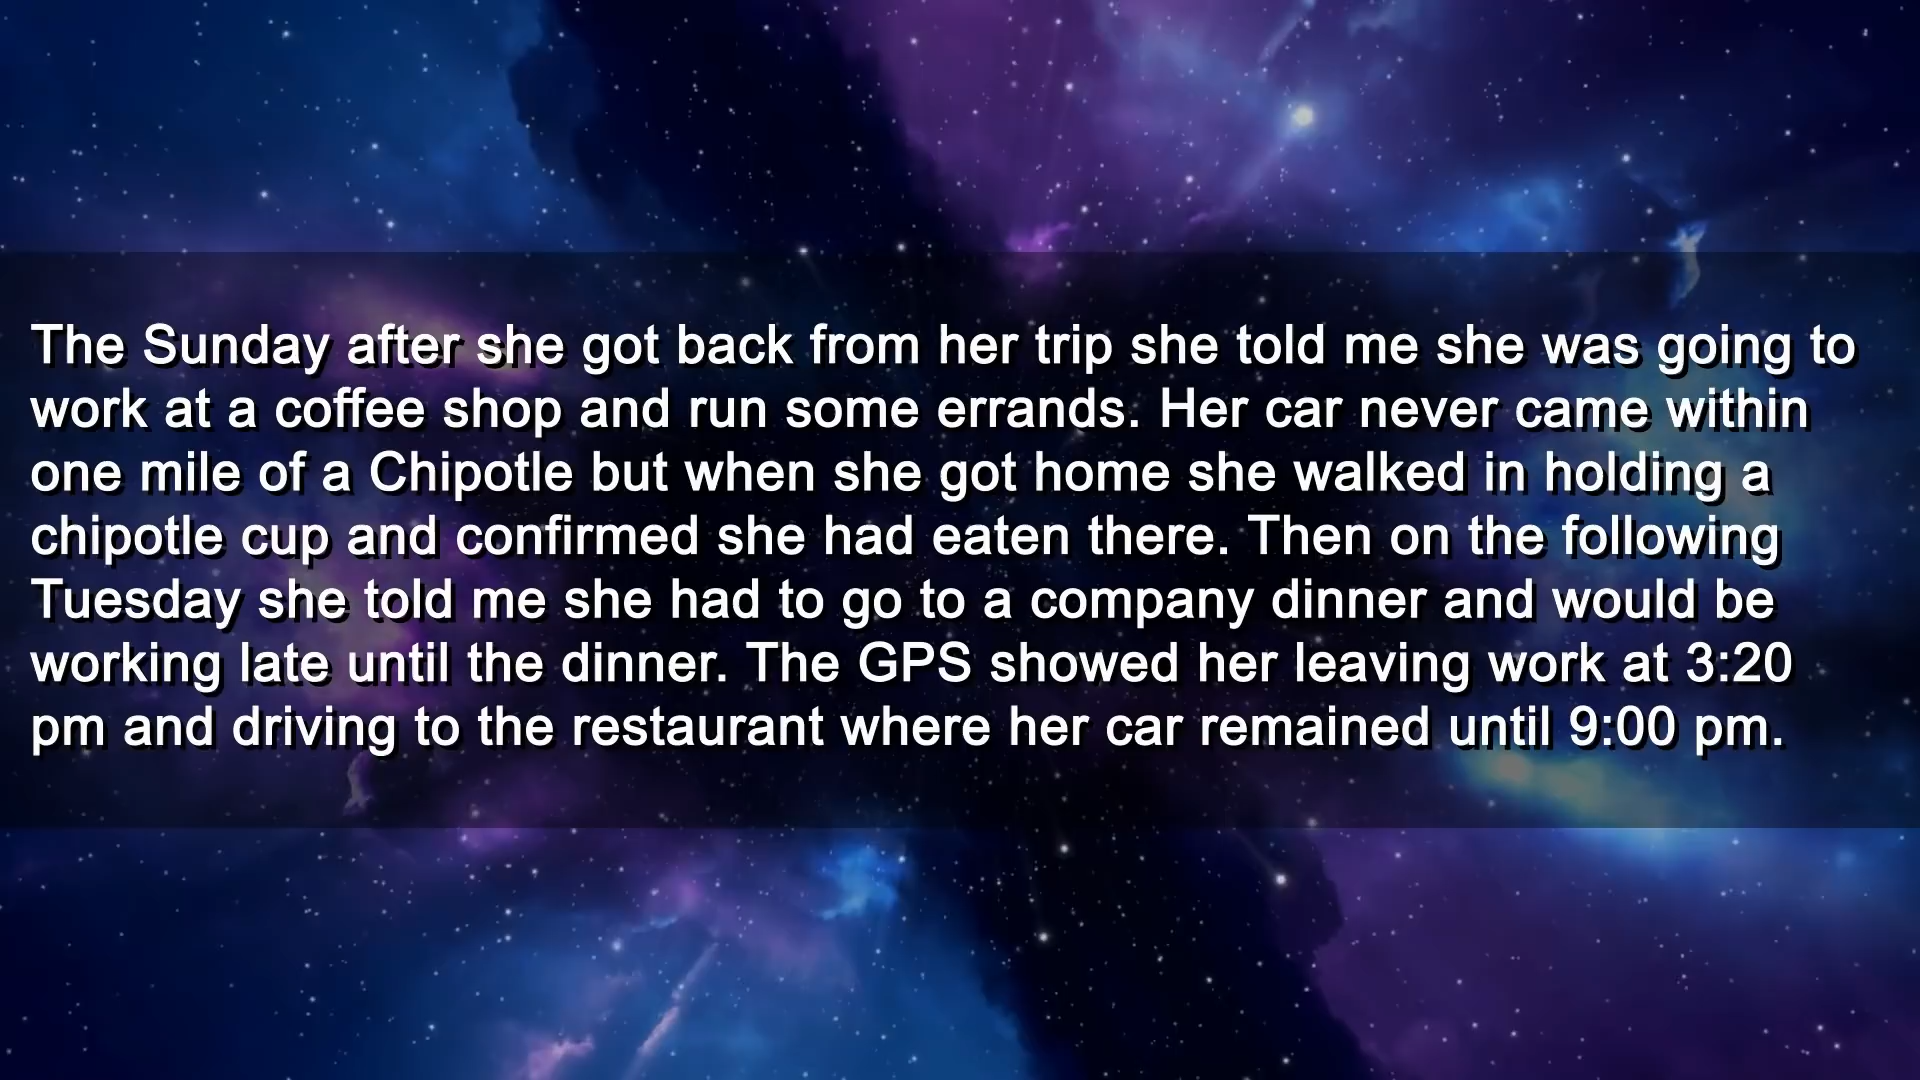 The Sunday after she got back from her trip she told me she was going to
work at a coffee shop and run some errands. Her car never came within
one mile of a Chipotle but when she got home she walked in holding a
chipotle cup and confirmed she had eaten there. Then on the following
Tuesday she told me she had to go to a company dinner and would be
working late until the dinner. The GPS showed her leaving work at 3:20
pm and driving to the restaurant where her car remained until 9:00 pm.